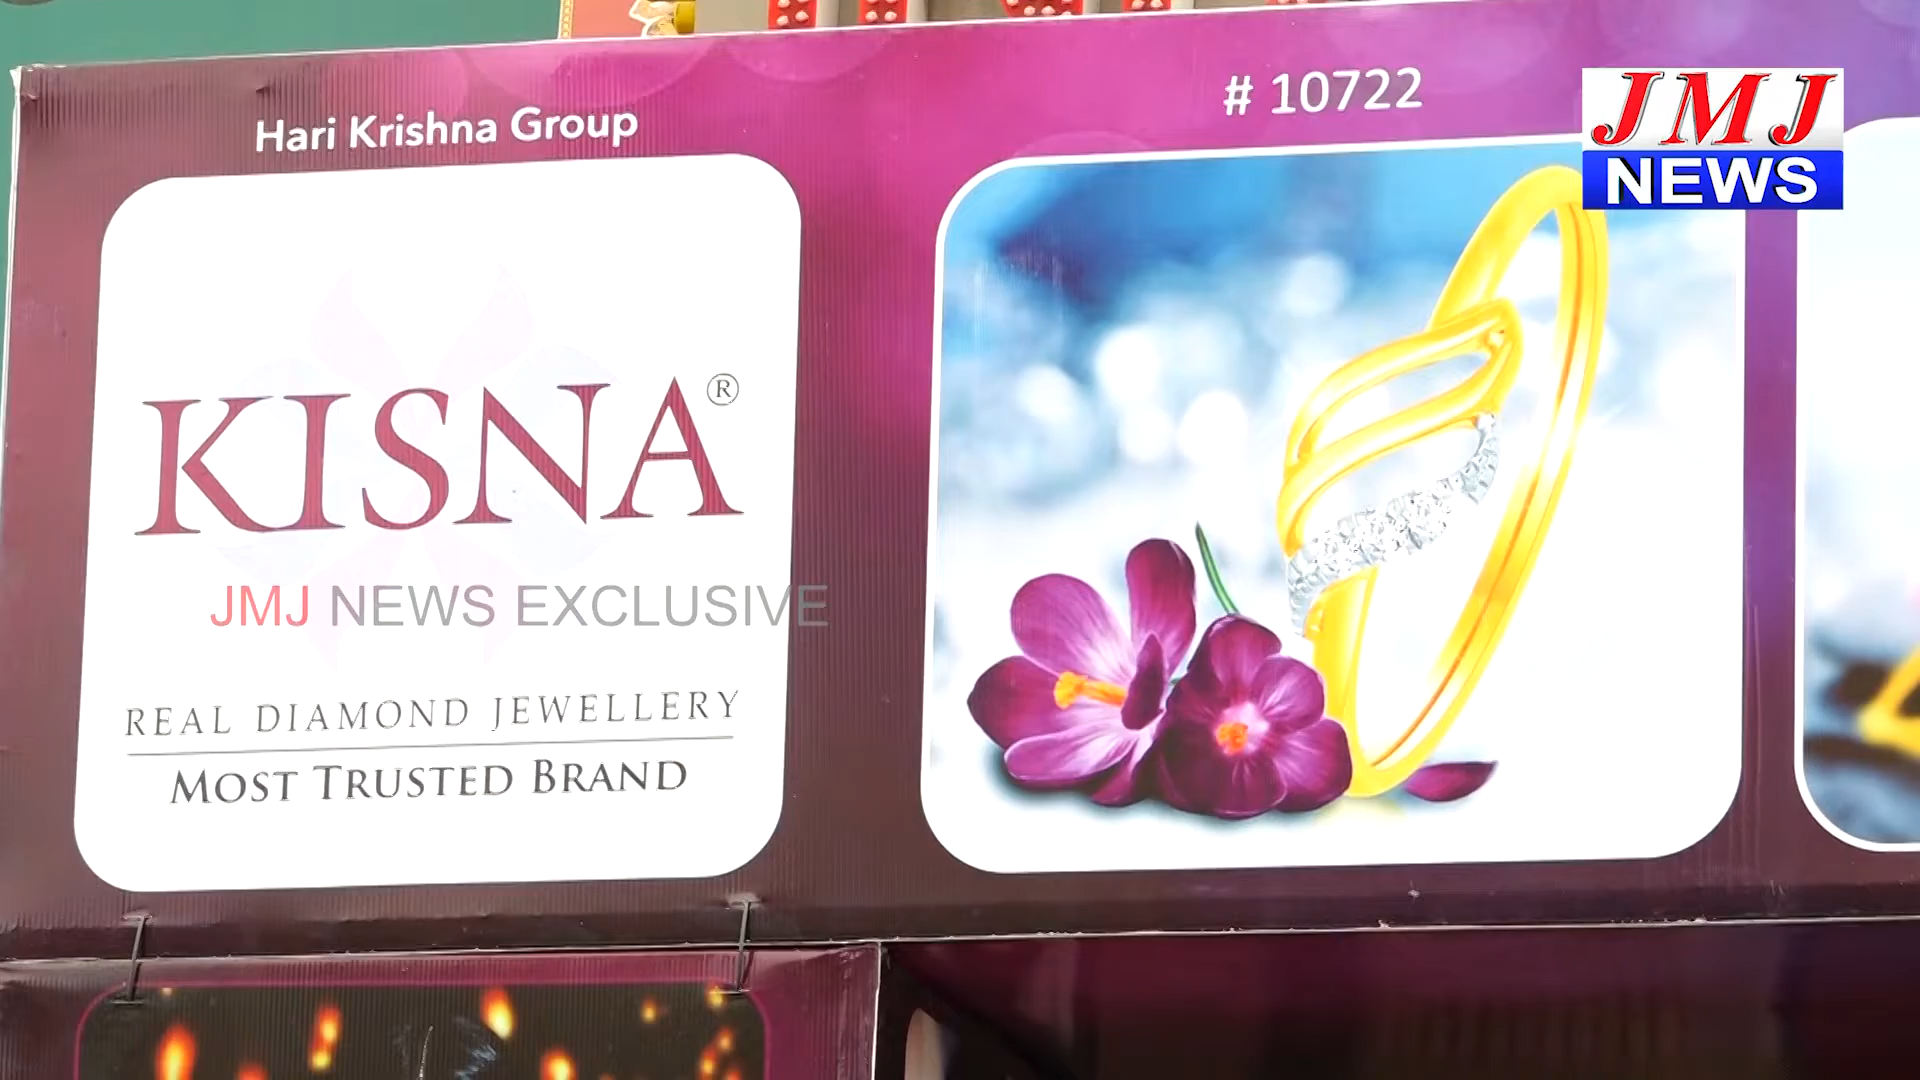 Hari Krishna Group
# 10722
JMJ
NEWS
KISNA®
JMJ NEWS EXCLUSIVE
REAL DIAMOND JEWELLERY
MOST TRUSTED BRAND